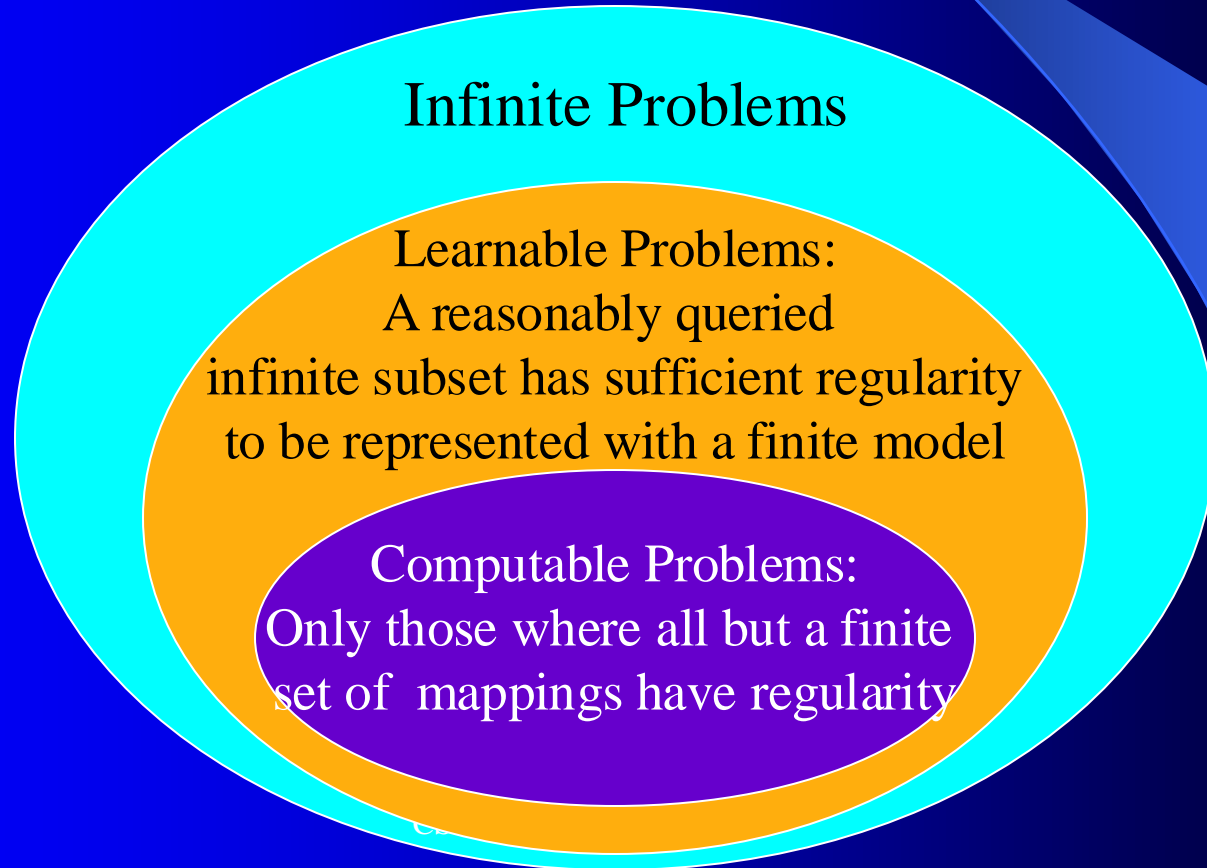 Infinite Problems
Learnable Problems:
A reasonably queried
infinite subset has sufficient regularity
to be represented with a finite model
Computable Problems:
Only those where all but a finite
set of mappings have regularity